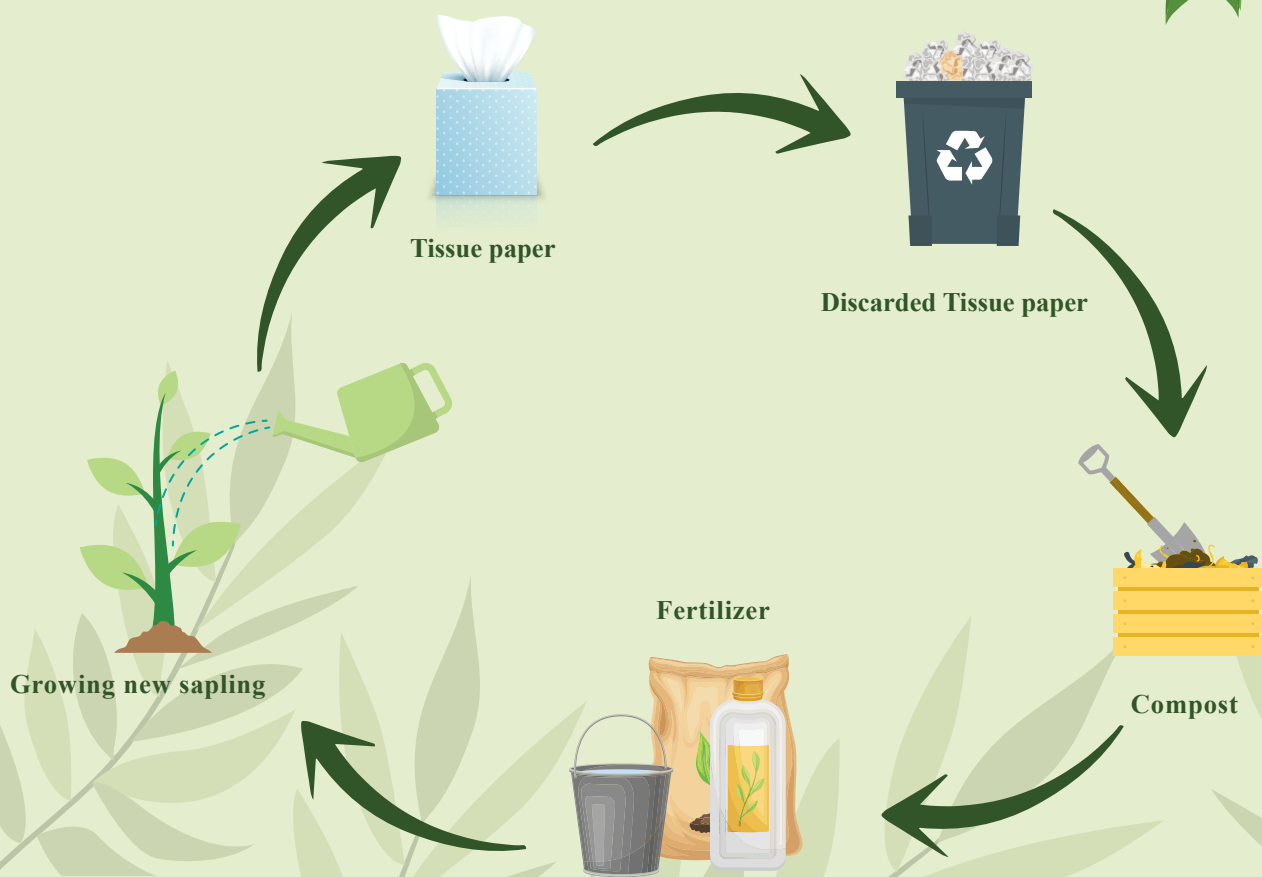 Tissue paper
Discarded Tissue paper
Fertilizer
Growing new sapling
Compost